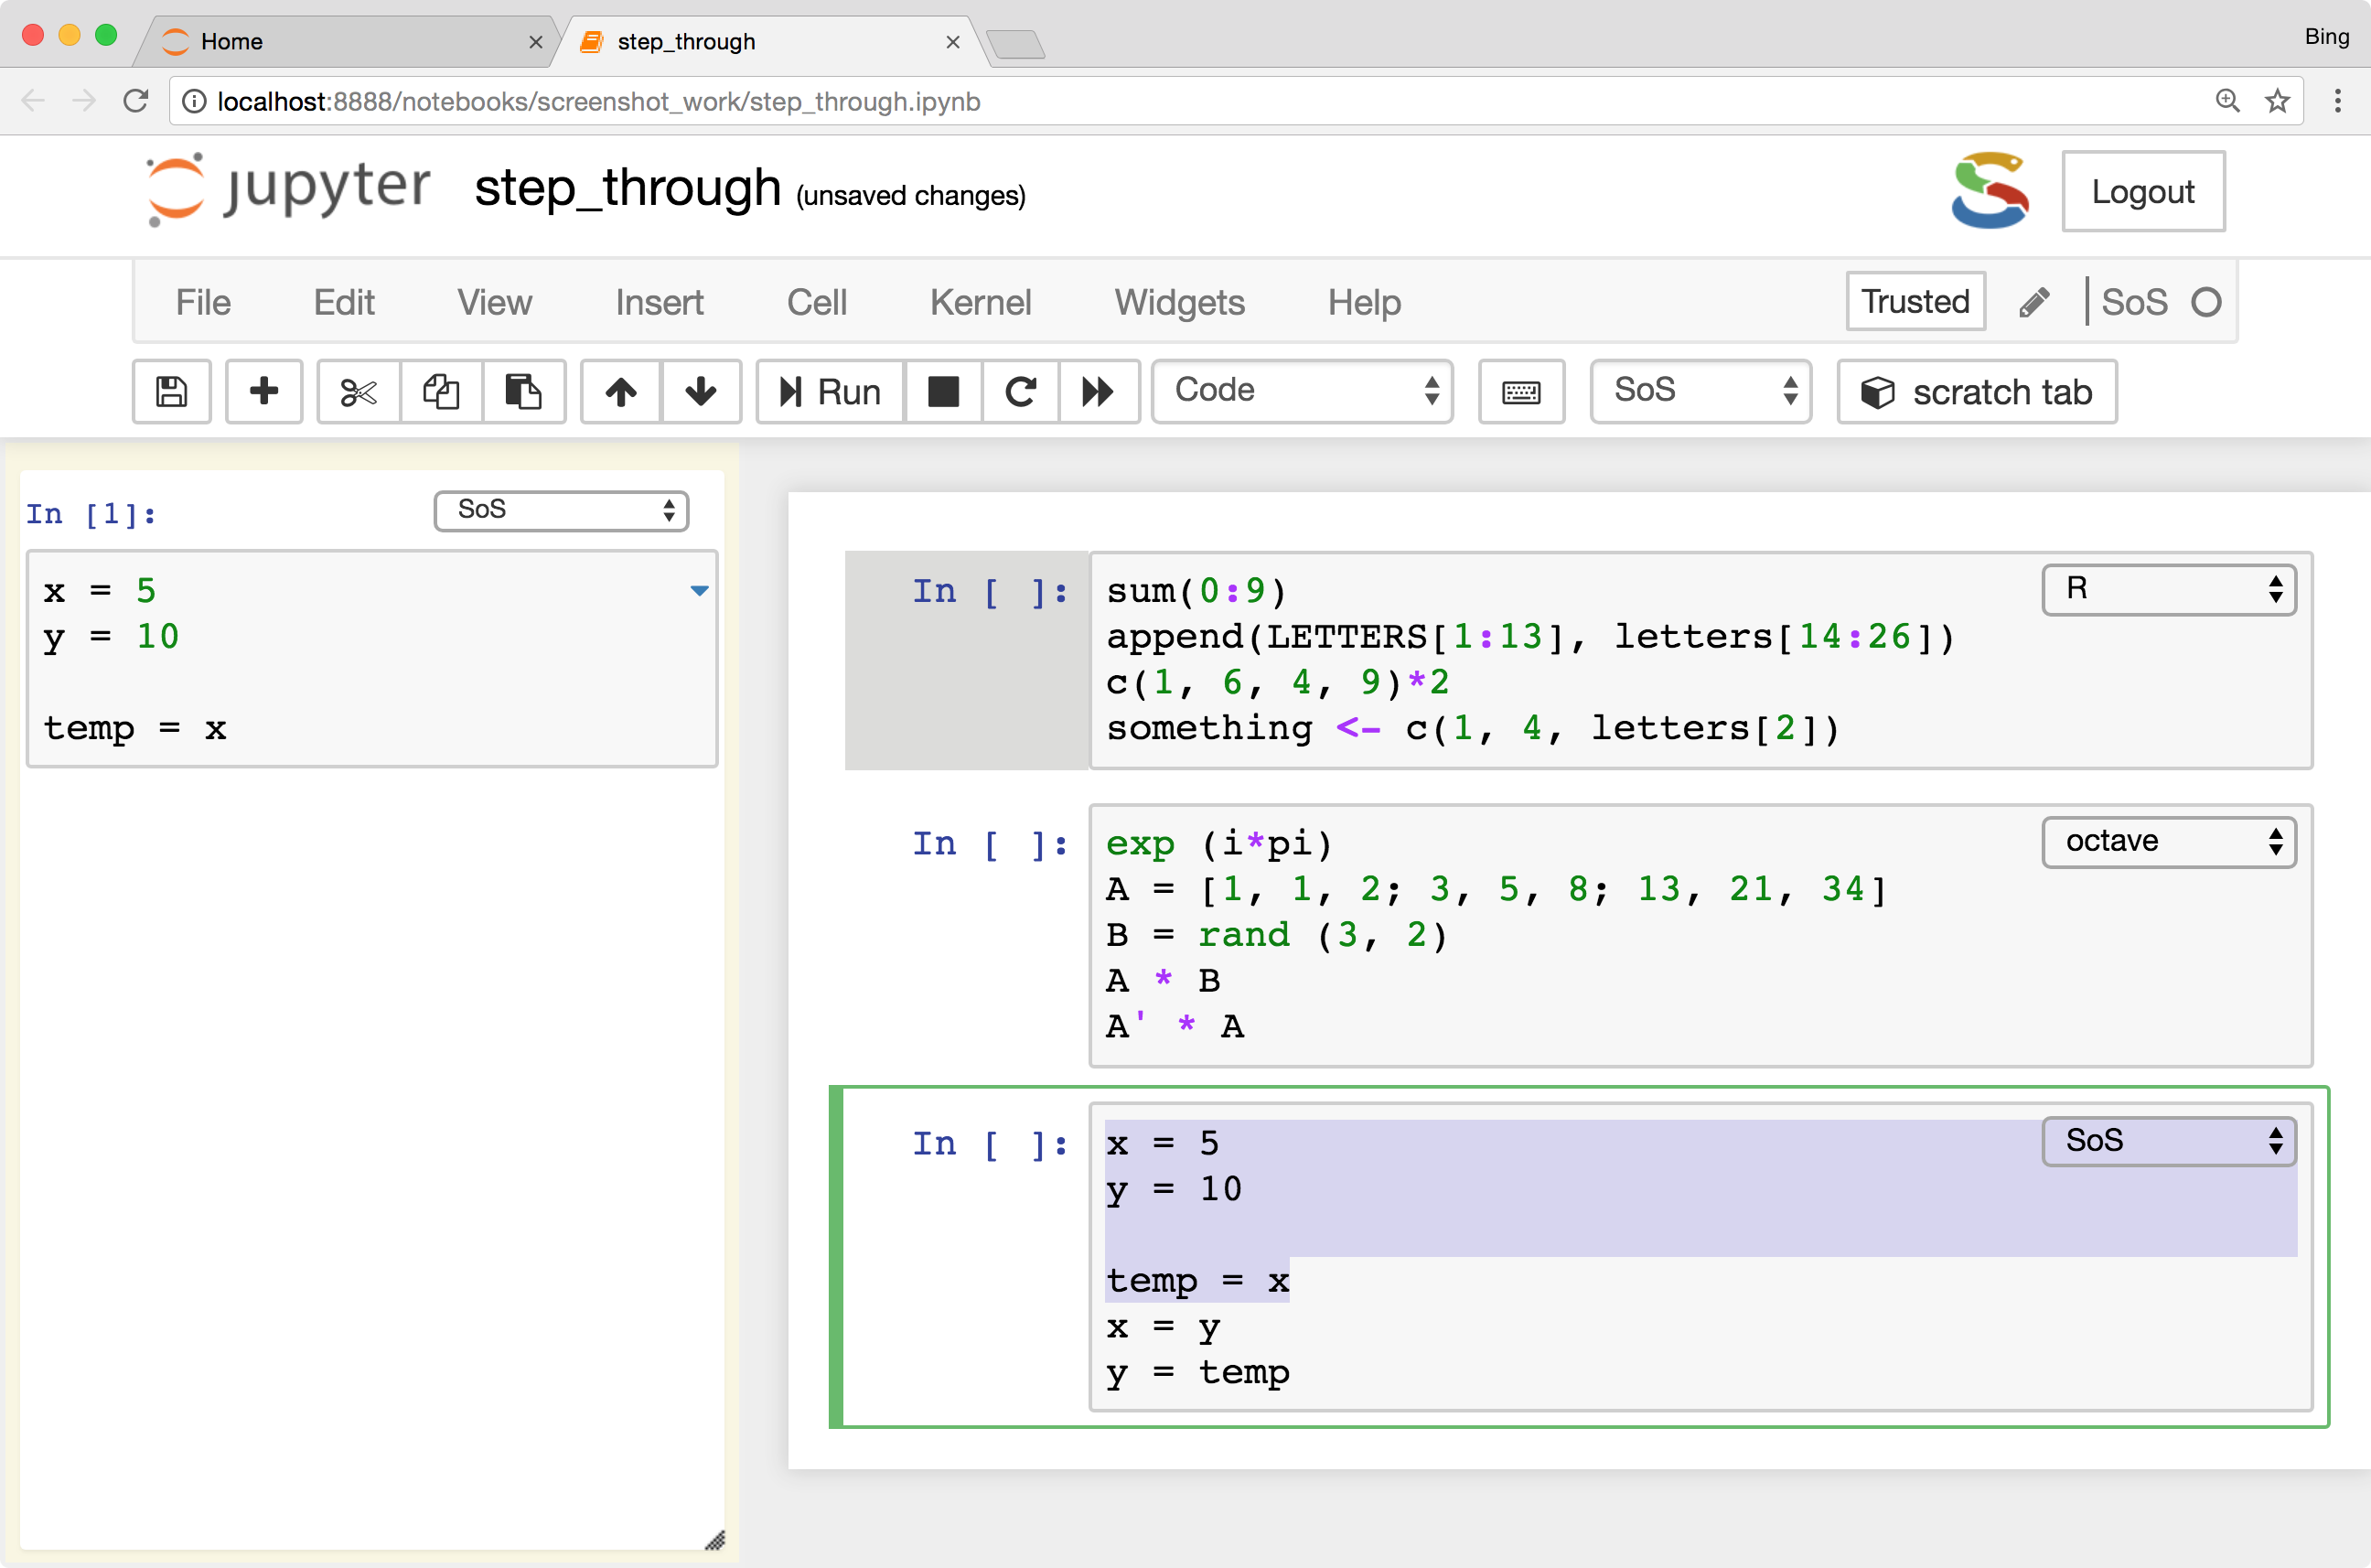 Home
step_through
Bing
localhost:8888/notebooks/screenshot_work/step_through.ipynb
jupyter step_through (unsaved changes)
Logout
File Edit View Insert Cell Kernel Widgets Help
Trusted
SoS
Run
Code
SoS
scratch tab
In [1]:
SoS
x = 5
y = 10
temp = x
In [ ]:
R
sum(0:9)
append(LETTERS[1:13], letters[14:26])
c(1, 6, 4, 9)*2
something <- c(1, 4, letters[2])
In [ ]:
octave
exp (i*pi)
A = [1, 1, 2; 3, 5, 8; 13, 21, 34]
B = rand (3, 2)
A * B
A' * A
In [ ]:
SoS
x = 5
y = 10
temp = x
x = y
y = temp